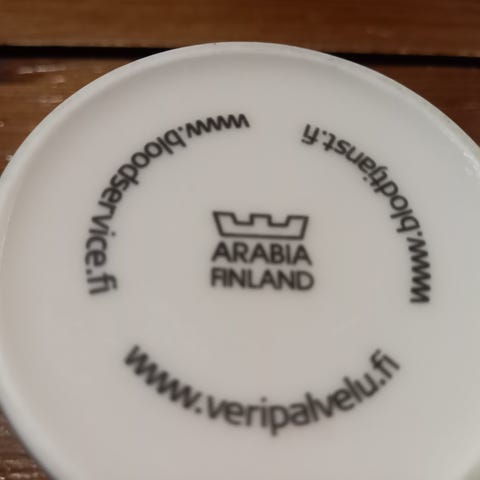 www.bloodservice.fi
www.blodtjanst.fi
ARABIA
FINLAND
www.veripalvelu.fi